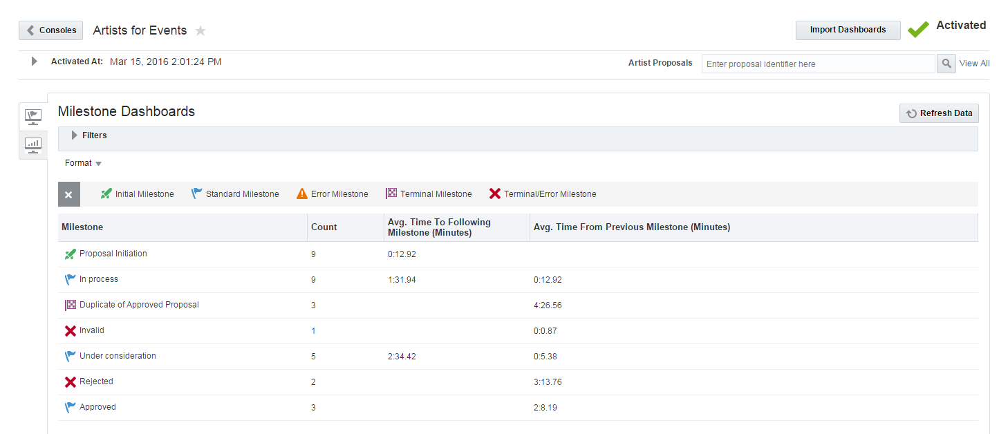 Consoles Artists for Events Import Dashboards Activated
Activated At: Mar 15, 2016 2:01:24 PM Artist Proposals Enter proposal identifier here View All
Milestone Dashboards Refresh Data
Filters
Format
Initial Milestone Standard Milestone Error Milestone Terminal Milestone Terminal/Error Milestone
Milestone Count Avg. Time To Following Milestone (Minutes) Avg. Time From Previous Milestone (Minutes)
Proposal Initiation 9 0:12.92
In process 9 1:31.94 0:12.92
Duplicate of Approved Proposal 3 4:26.56
Invalid 1 0:0.87
Under consideration 5 2:34.42 0:5.38
Rejected 2 3:13.76
Approved 3 2:8.19